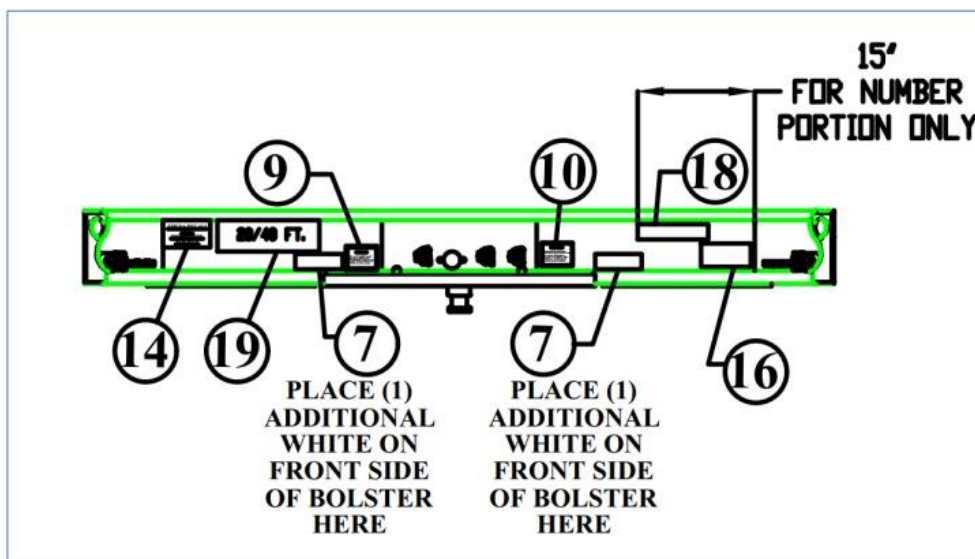 15"
FOR NUMBER
PORTION ONLY
9
10
18
20/40 FT.
14
19
7
7
16
PLACE (1)
ADDITIONAL
WHITE ON
FRONT SIDE
OF BOLSTER
HERE
PLACE (1)
ADDITIONAL
WHITE ON
FRONT SIDE
OF BOLSTER
HERE